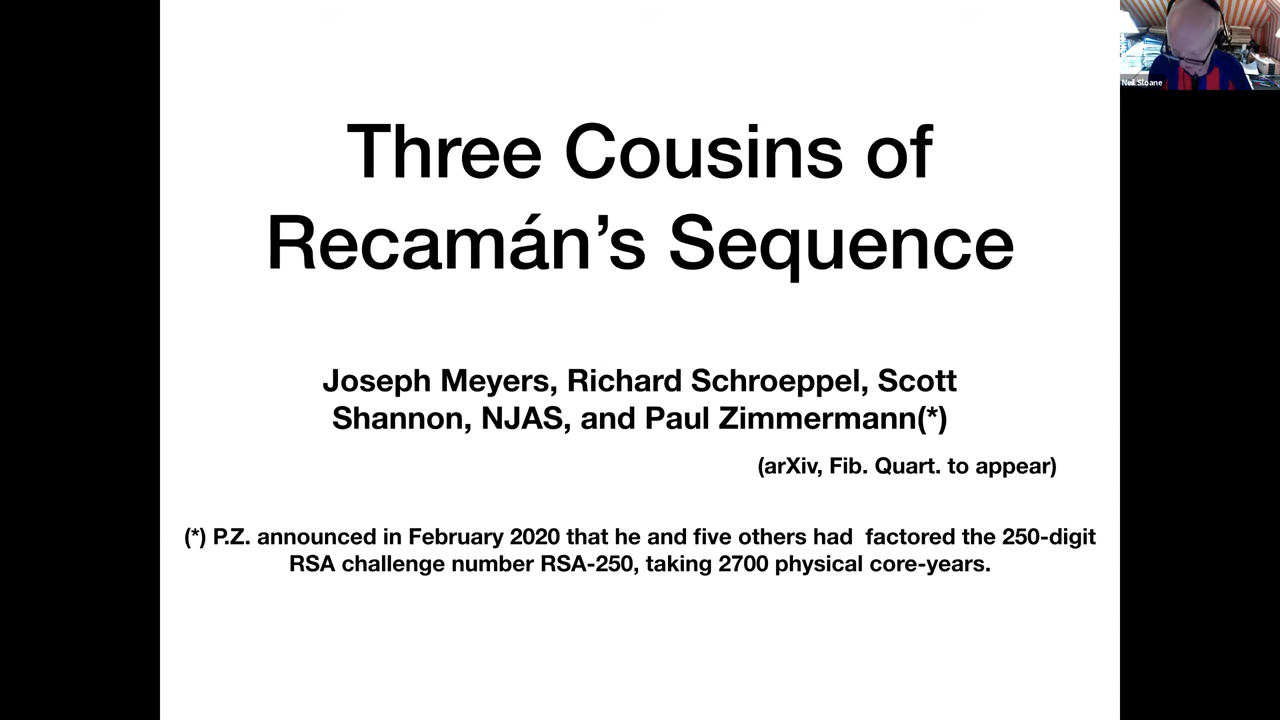 Three Cousins of
Recamán’s Sequence
Joseph Meyers, Richard Schroeppel, Scott
Shannon, NJAS, and Paul Zimmermann(*)
(arXiv, Fib. Quart. to appear)
(*) P.Z. announced in February 2020 that he and five others had factored the 250-digit
RSA challenge number RSA-250, taking 2700 physical core-years.
Neil Sloane